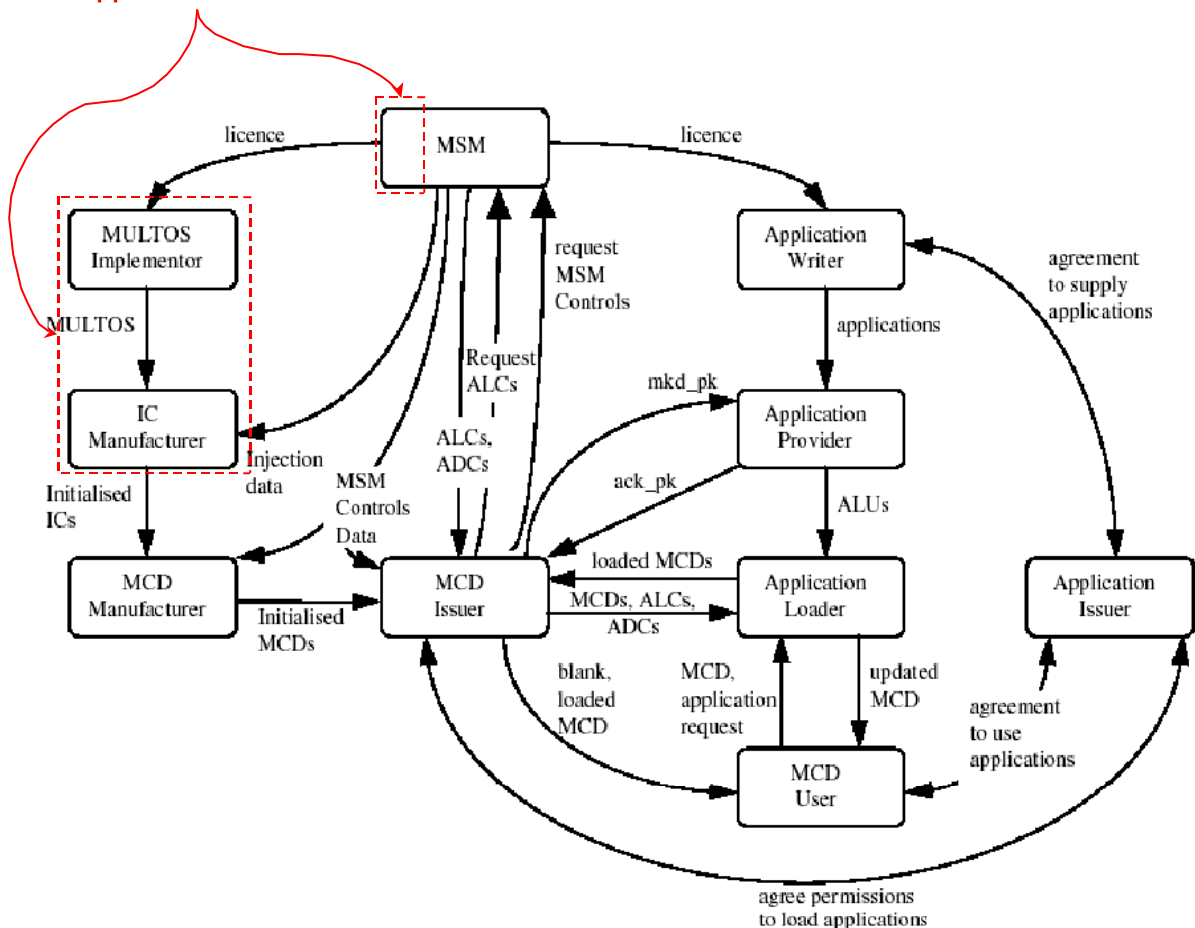 licence
licence
MSM
MULTOS
Implementor
Application
Writer
request
MSM
Controls
agreement
to supply
applications
MULTOS
applications
Request
ALCs
mkd_pk
IC
Manufacturer
Application
Provider
ALCs,
ADCs
Injection
data
MSM
Controls
Data
Initialised
ICs
ack_pk
ALUs
loaded MCDs
MCD
Manufacturer
MCD
Issuer
Application
Loader
Application
Issuer
MCDs, ALCs,
ADCs
Initialised
MCDs
blank,
loaded
MCD
MCD,
application
request
updated
MCD
agreement
to use
applications
MCD
User
agree permissions
to load applications